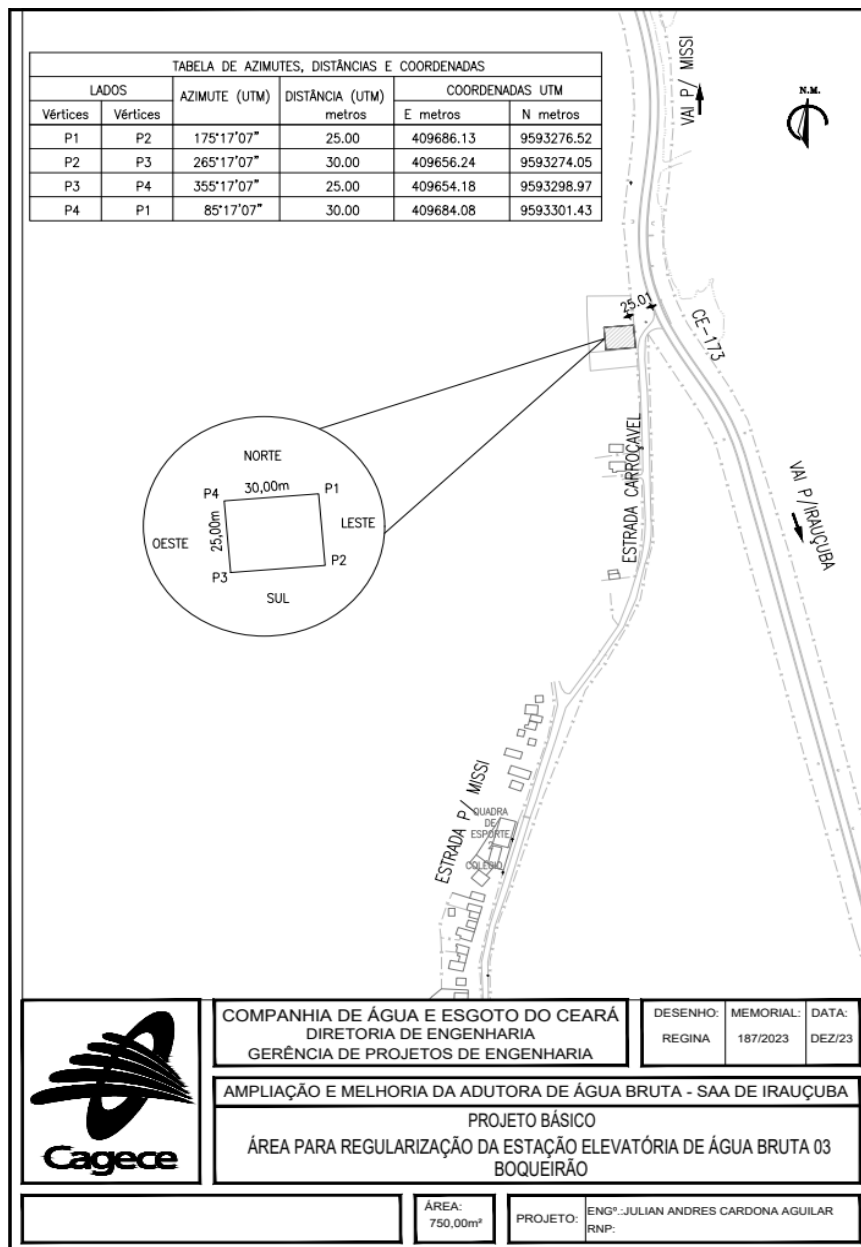 TABELA DE AZIMUTES, DISTÂNCIAS E COORDENADAS
LADOS AZIMUTE (UTM) DISTÂNCIA (UTM) metros COORDENADAS UTM
Vértices Vértices E metros N metros
P1 P2 175°17'07" 25.00 409686.13 9593276.52
P2 P3 265°17'07" 30.00 409656.24 9593274.05
P3 P4 355°17'07" 25.00 409654.18 9593298.97
P4 P1 85°17'07" 30.00 409684.08 9593301.43
VAI P/ MISSI
N.M.
25.01
CE-173
ESTRADA CARROÇAVEL
VAI P/IRAUÇUBA
NORTE
P4 30,00m P1
25,00m
OESTE
LESTE
P3
P2
SUL
ESTRADA P/ MISSI
QUADRA
DE
ESPORTE
COLEGIO
Cagece
COMPANHIA DE ÁGUA E ESGOTO DO CEARÁ
DIRETORIA DE ENGENHARIA
GERÊNCIA DE PROJETOS DE ENGENHARIA
DESENHO:
REGINA
MEMORIAL:
187/2023
DATA:
DEZ/23
AMPLIAÇÃO E MELHORIA DA ADUTORA DE ÁGUA BRUTA - SAA DE IRAUÇUBA
PROJETO BÁSICO
ÁREA PARA REGULARIZAÇÃO DA ESTAÇÃO ELEVATÓRIA DE ÁGUA BRUTA 03
BOQUEIRÃO
ÁREA:
750,00m²
PROJETO:
ENGº.:JULIAN ANDRES CARDONA AGUILAR
RNP: